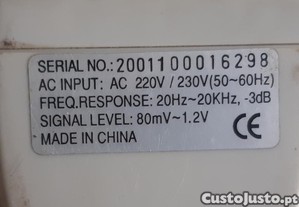 SERIAL NO.: 2001100016298
AC INPUT: AC 220V / 230V(50~60Hz)
FREQ.RESPONSE: 20Hz~20KHz, -3dB
SIGNAL LEVEL: 80mV~1.2V
MADE IN CHINA CE
CustoJusto.pt